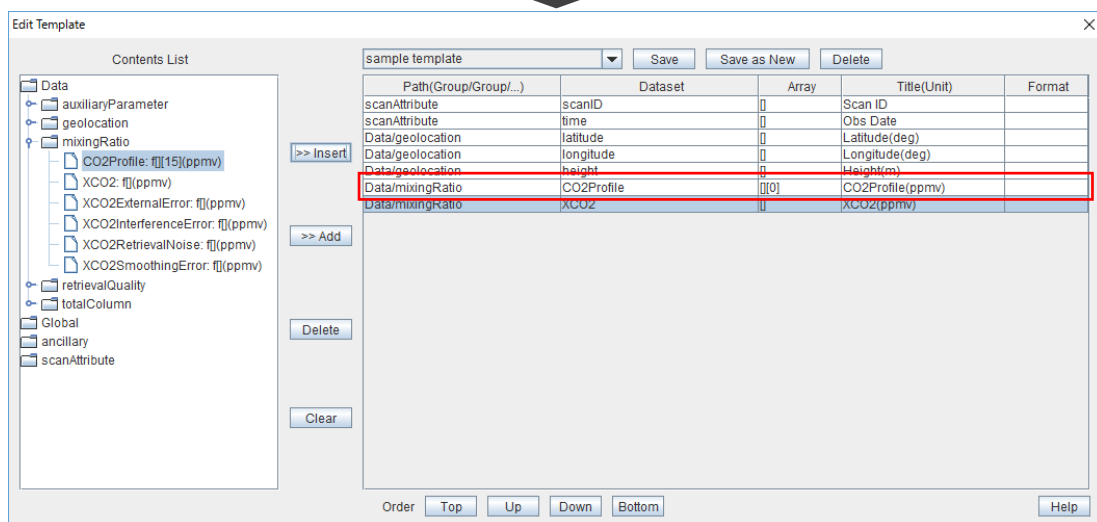 Edit Template
Contents List
sample template Save Save as New Delete
Data
auxiliaryParameter
geolocation
mixingRatio
CO2Profile: f[][15](ppmv)
XCO2: f[](ppmv)
XCO2ExternalError: f[](ppmv)
XCO2InterferenceError: f[](ppmv)
XCO2RetrievalNoise: f[](ppmv)
XCO2SmoothingError: f[](ppmv)
retrievalQuality
totalColumn
Global
ancillary
scanAttribute
>> Insert
>> Add
Delete
Clear
Path(Group/Group/...) Dataset Array Title(Unit) Format
scanAttribute scanID [] Scan ID
scanAttribute time [] Obs Date
Data/geolocation latitude [] Latitude(deg)
Data/geolocation longitude [] Longitude(deg)
Data/geolocation height [] Height(m)
Data/mixingRatio CO2Profile [][0] CO2Profile(ppmv)
Data/mixingRatio XCO2 [] XCO2(ppmv)
Order Top Up Down Bottom Help